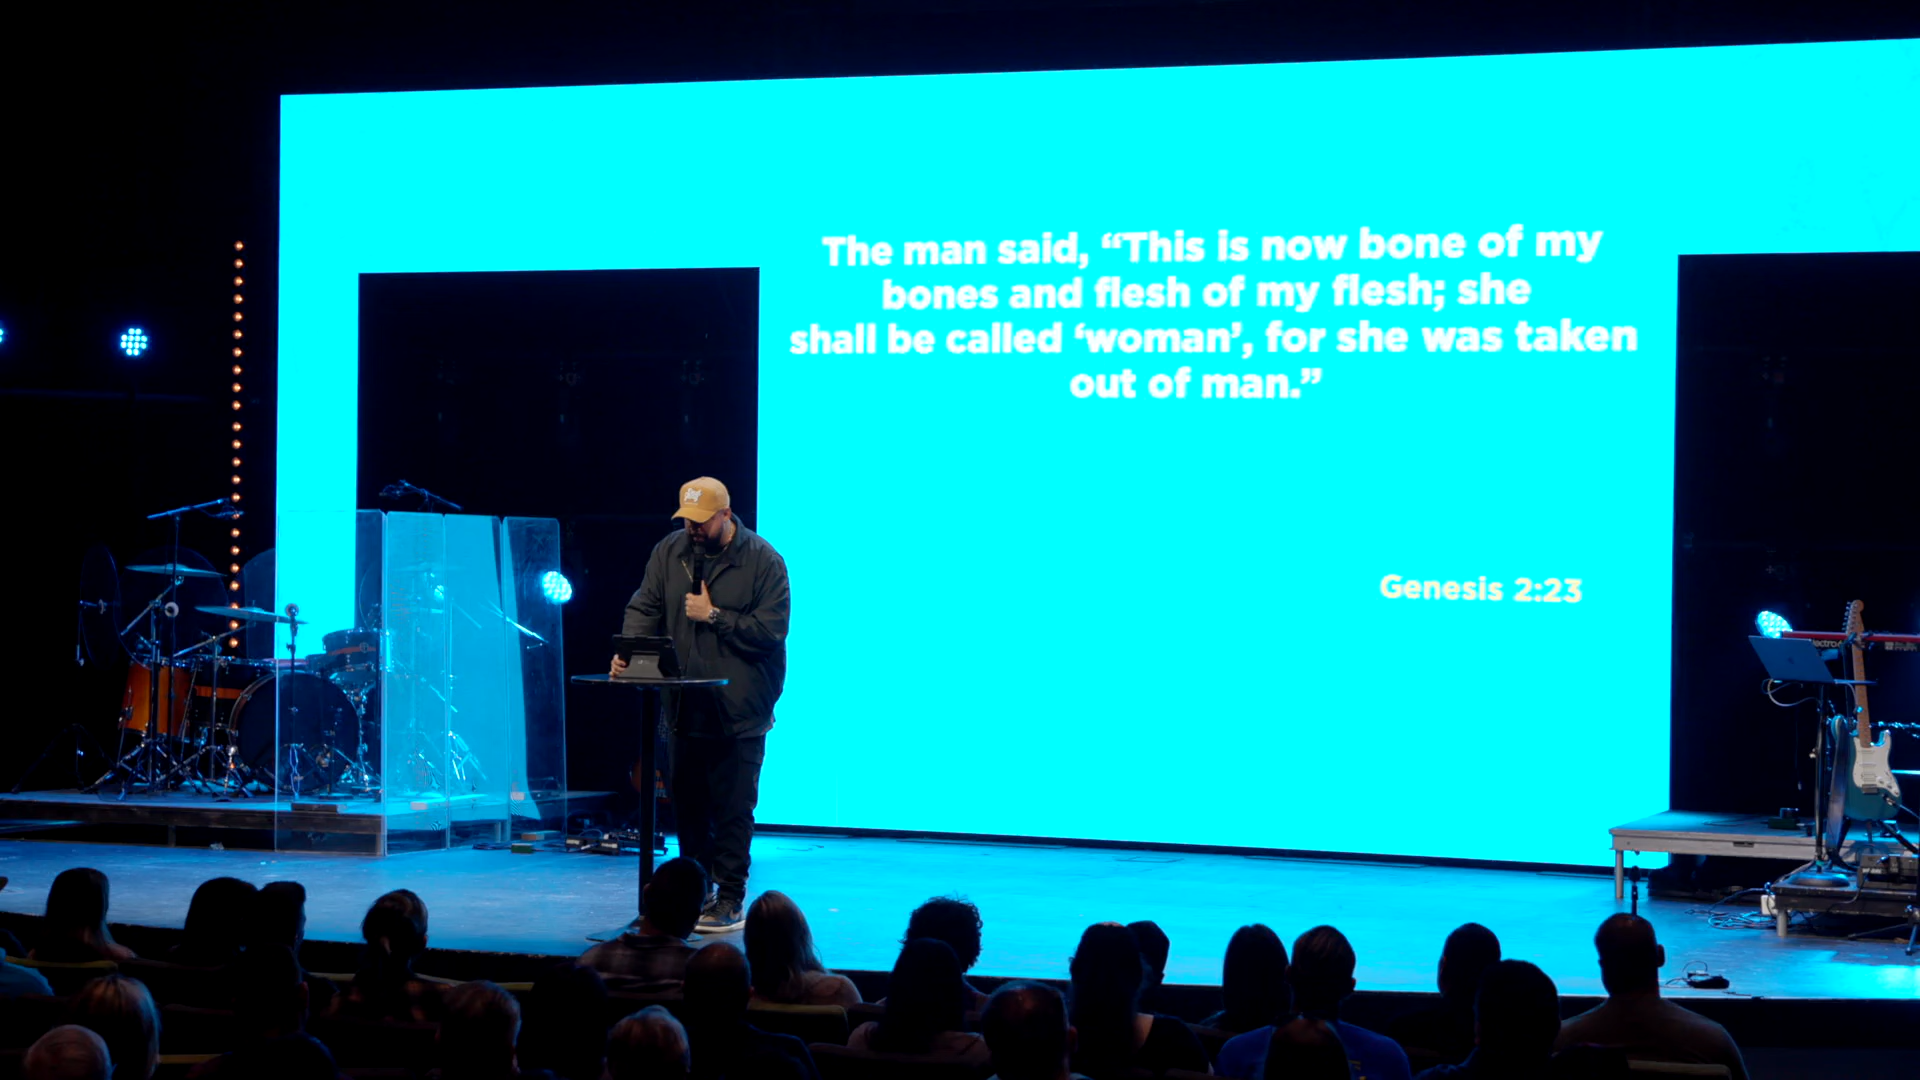 The man said, “This is now bone of my
bones and flesh of my flesh; she
shall be called ‘woman’, for she was taken
out of man.”
Genesis 2:23